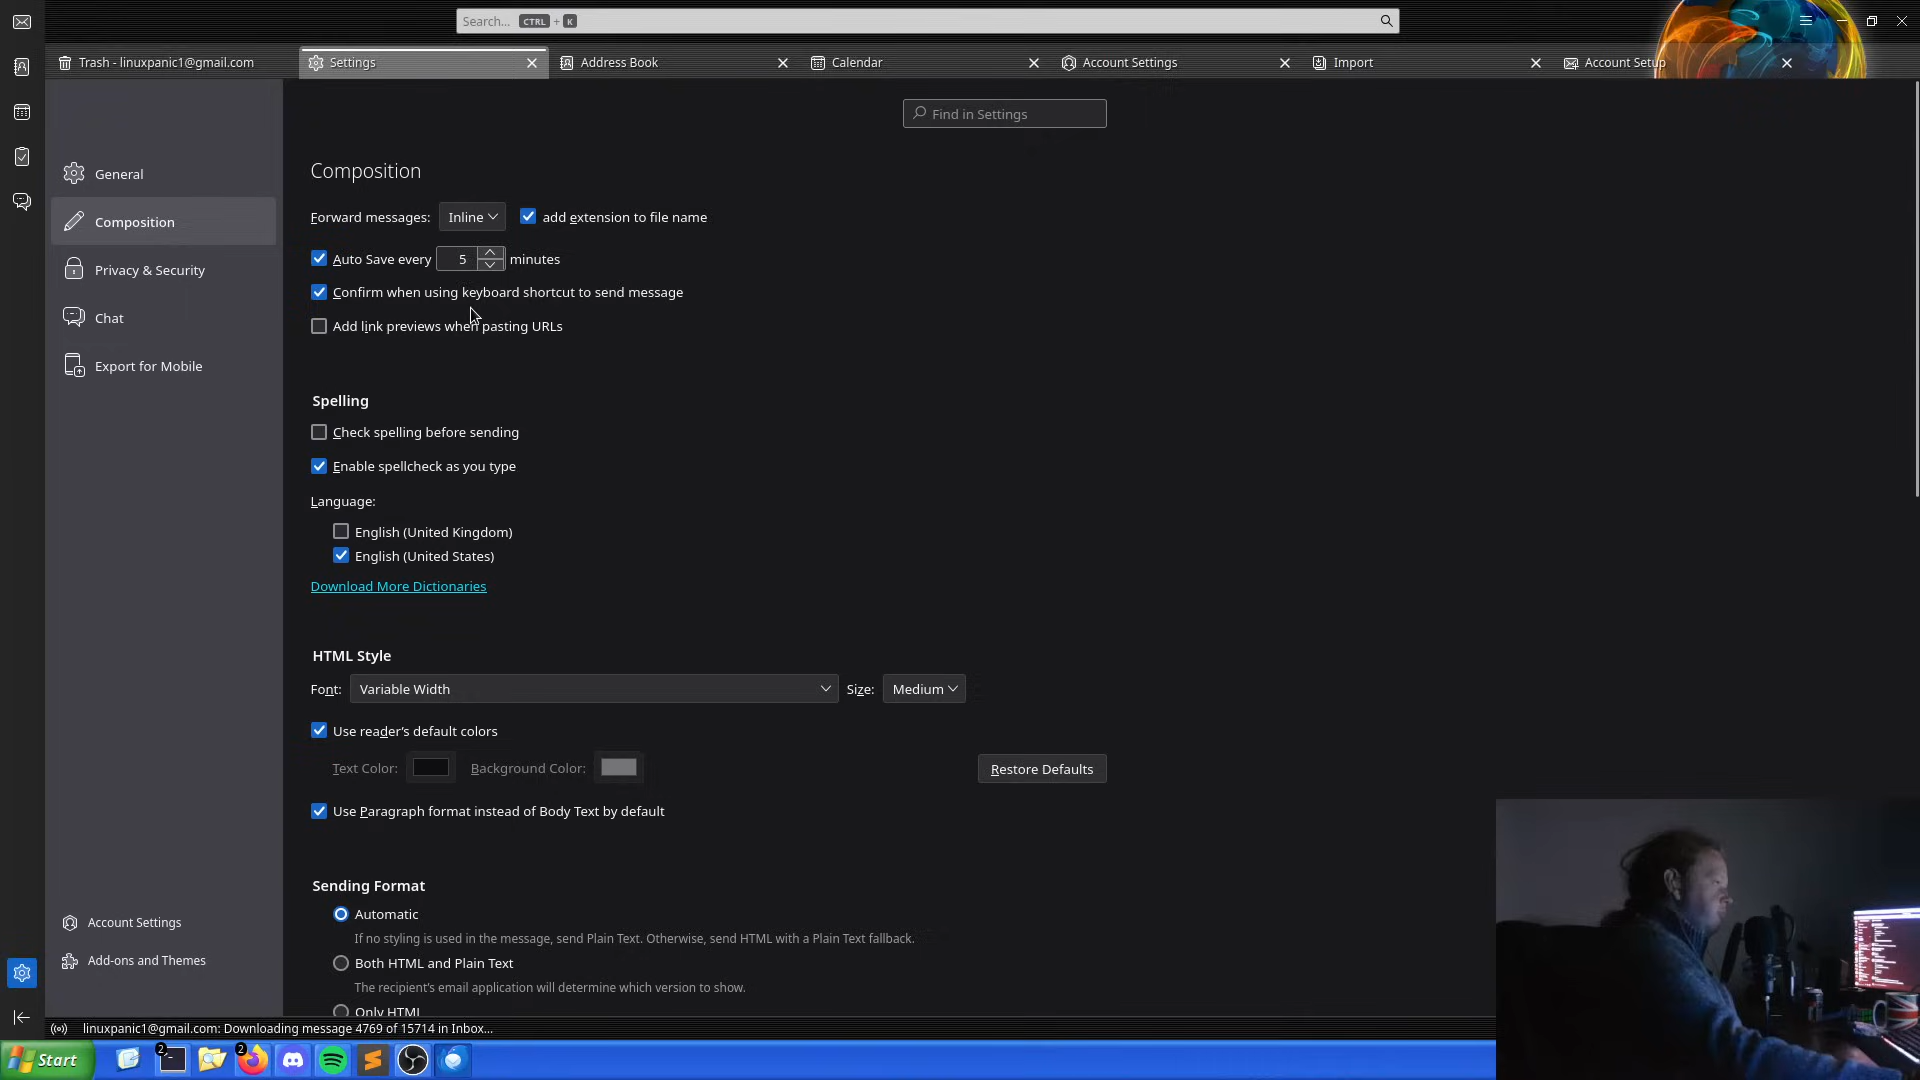 Search... CTRL + K
Trash - linuxpanic1@gmail.com
Settings
Address Book
Calendar
Account Settings
Import
Account Setup
Find in Settings
General
Composition
Privacy & Security
Chat
Export for Mobile
Account Settings
Add-ons and Themes
Composition
Forward messages: Inline add extension to file name
Auto Save every 5 minutes
Confirm when using keyboard shortcut to send message
Add link previews when pasting URLs
Spelling
Check spelling before sending
Enable spellcheck as you type
Language:
English (United Kingdom)
English (United States)
Download More Dictionaries
HTML Style
Font: Variable Width Size: Medium
Use reader's default colors
Text Color: Background Color: Restore Defaults
Use Paragraph format instead of Body Text by default
Sending Format
Automatic
If no styling is used in the message, send Plain Text. Otherwise, send HTML with a Plain Text fallback.
Both HTML and Plain Text
The recipient's email application will determine which version to show.
Only HTML
linuxpanic1@gmail.com: Downloading message 4769 of 15714 in Inbox...
Start 2 2